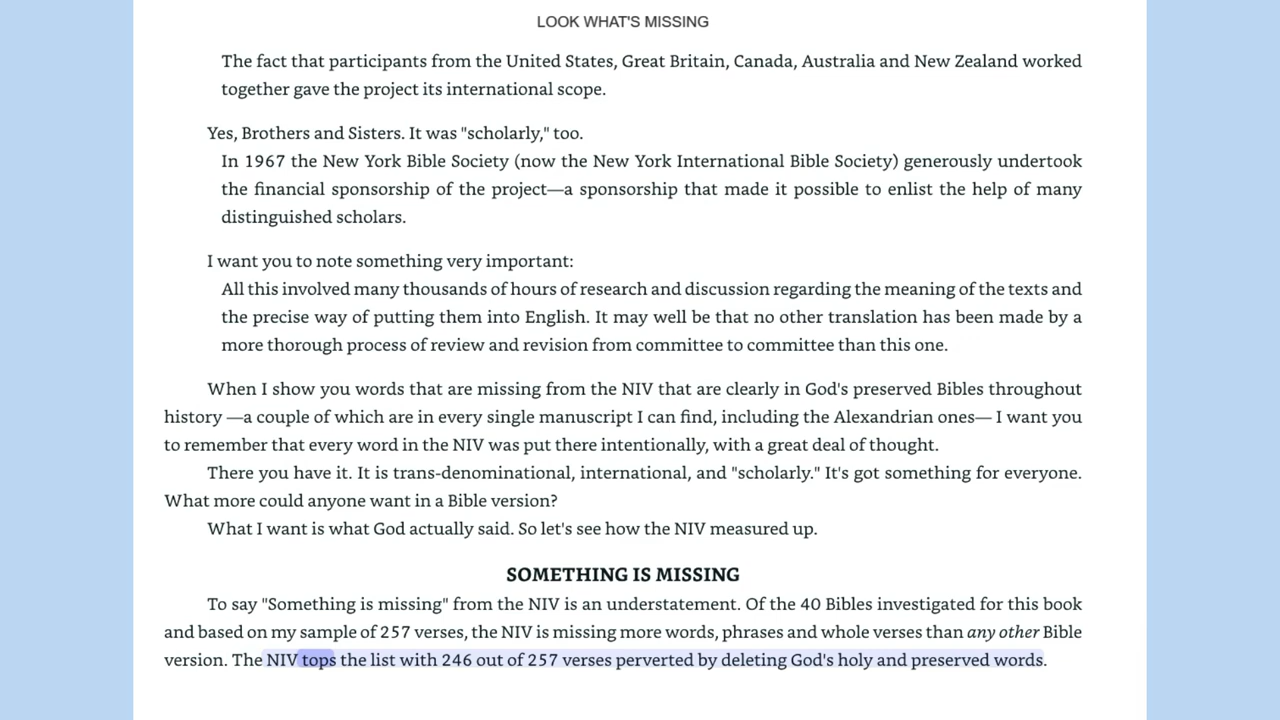 LOOK WHAT'S MISSING
The fact that participants from the United States, Great Britain, Canada, Australia and New Zealand worked
together gave the project its international scope.
Yes, Brothers and Sisters. It was "scholarly," too.
In 1967 the New York Bible Society (now the New York International Bible Society) generously undertook
the financial sponsorship of the project—a sponsorship that made it possible to enlist the help of many
distinguished scholars.
I want you to note something very important:
All this involved many thousands of hours of research and discussion regarding the meaning of the texts and
the precise way of putting them into English. It may well be that no other translation has been made by a
more thorough process of review and revision from committee to committee than this one.
When I show you words that are missing from the NIV that are clearly in God's preserved Bibles throughout
history —a couple of which are in every single manuscript I can find, including the Alexandrian ones— I want you
to remember that every word in the NIV was put there intentionally, with a great deal of thought.
There you have it. It is trans-denominational, international, and "scholarly." It's got something for everyone.
What more could anyone want in a Bible version?
What I want is what God actually said. So let's see how the NIV measured up.
SOMETHING IS MISSING
To say "Something is missing" from the NIV is an understatement. Of the 40 Bibles investigated for this book
and based on my sample of 257 verses, the NIV is missing more words, phrases and whole verses than any other Bible
version. The NIV tops the list with 246 out of 257 verses perverted by deleting God's holy and preserved words.